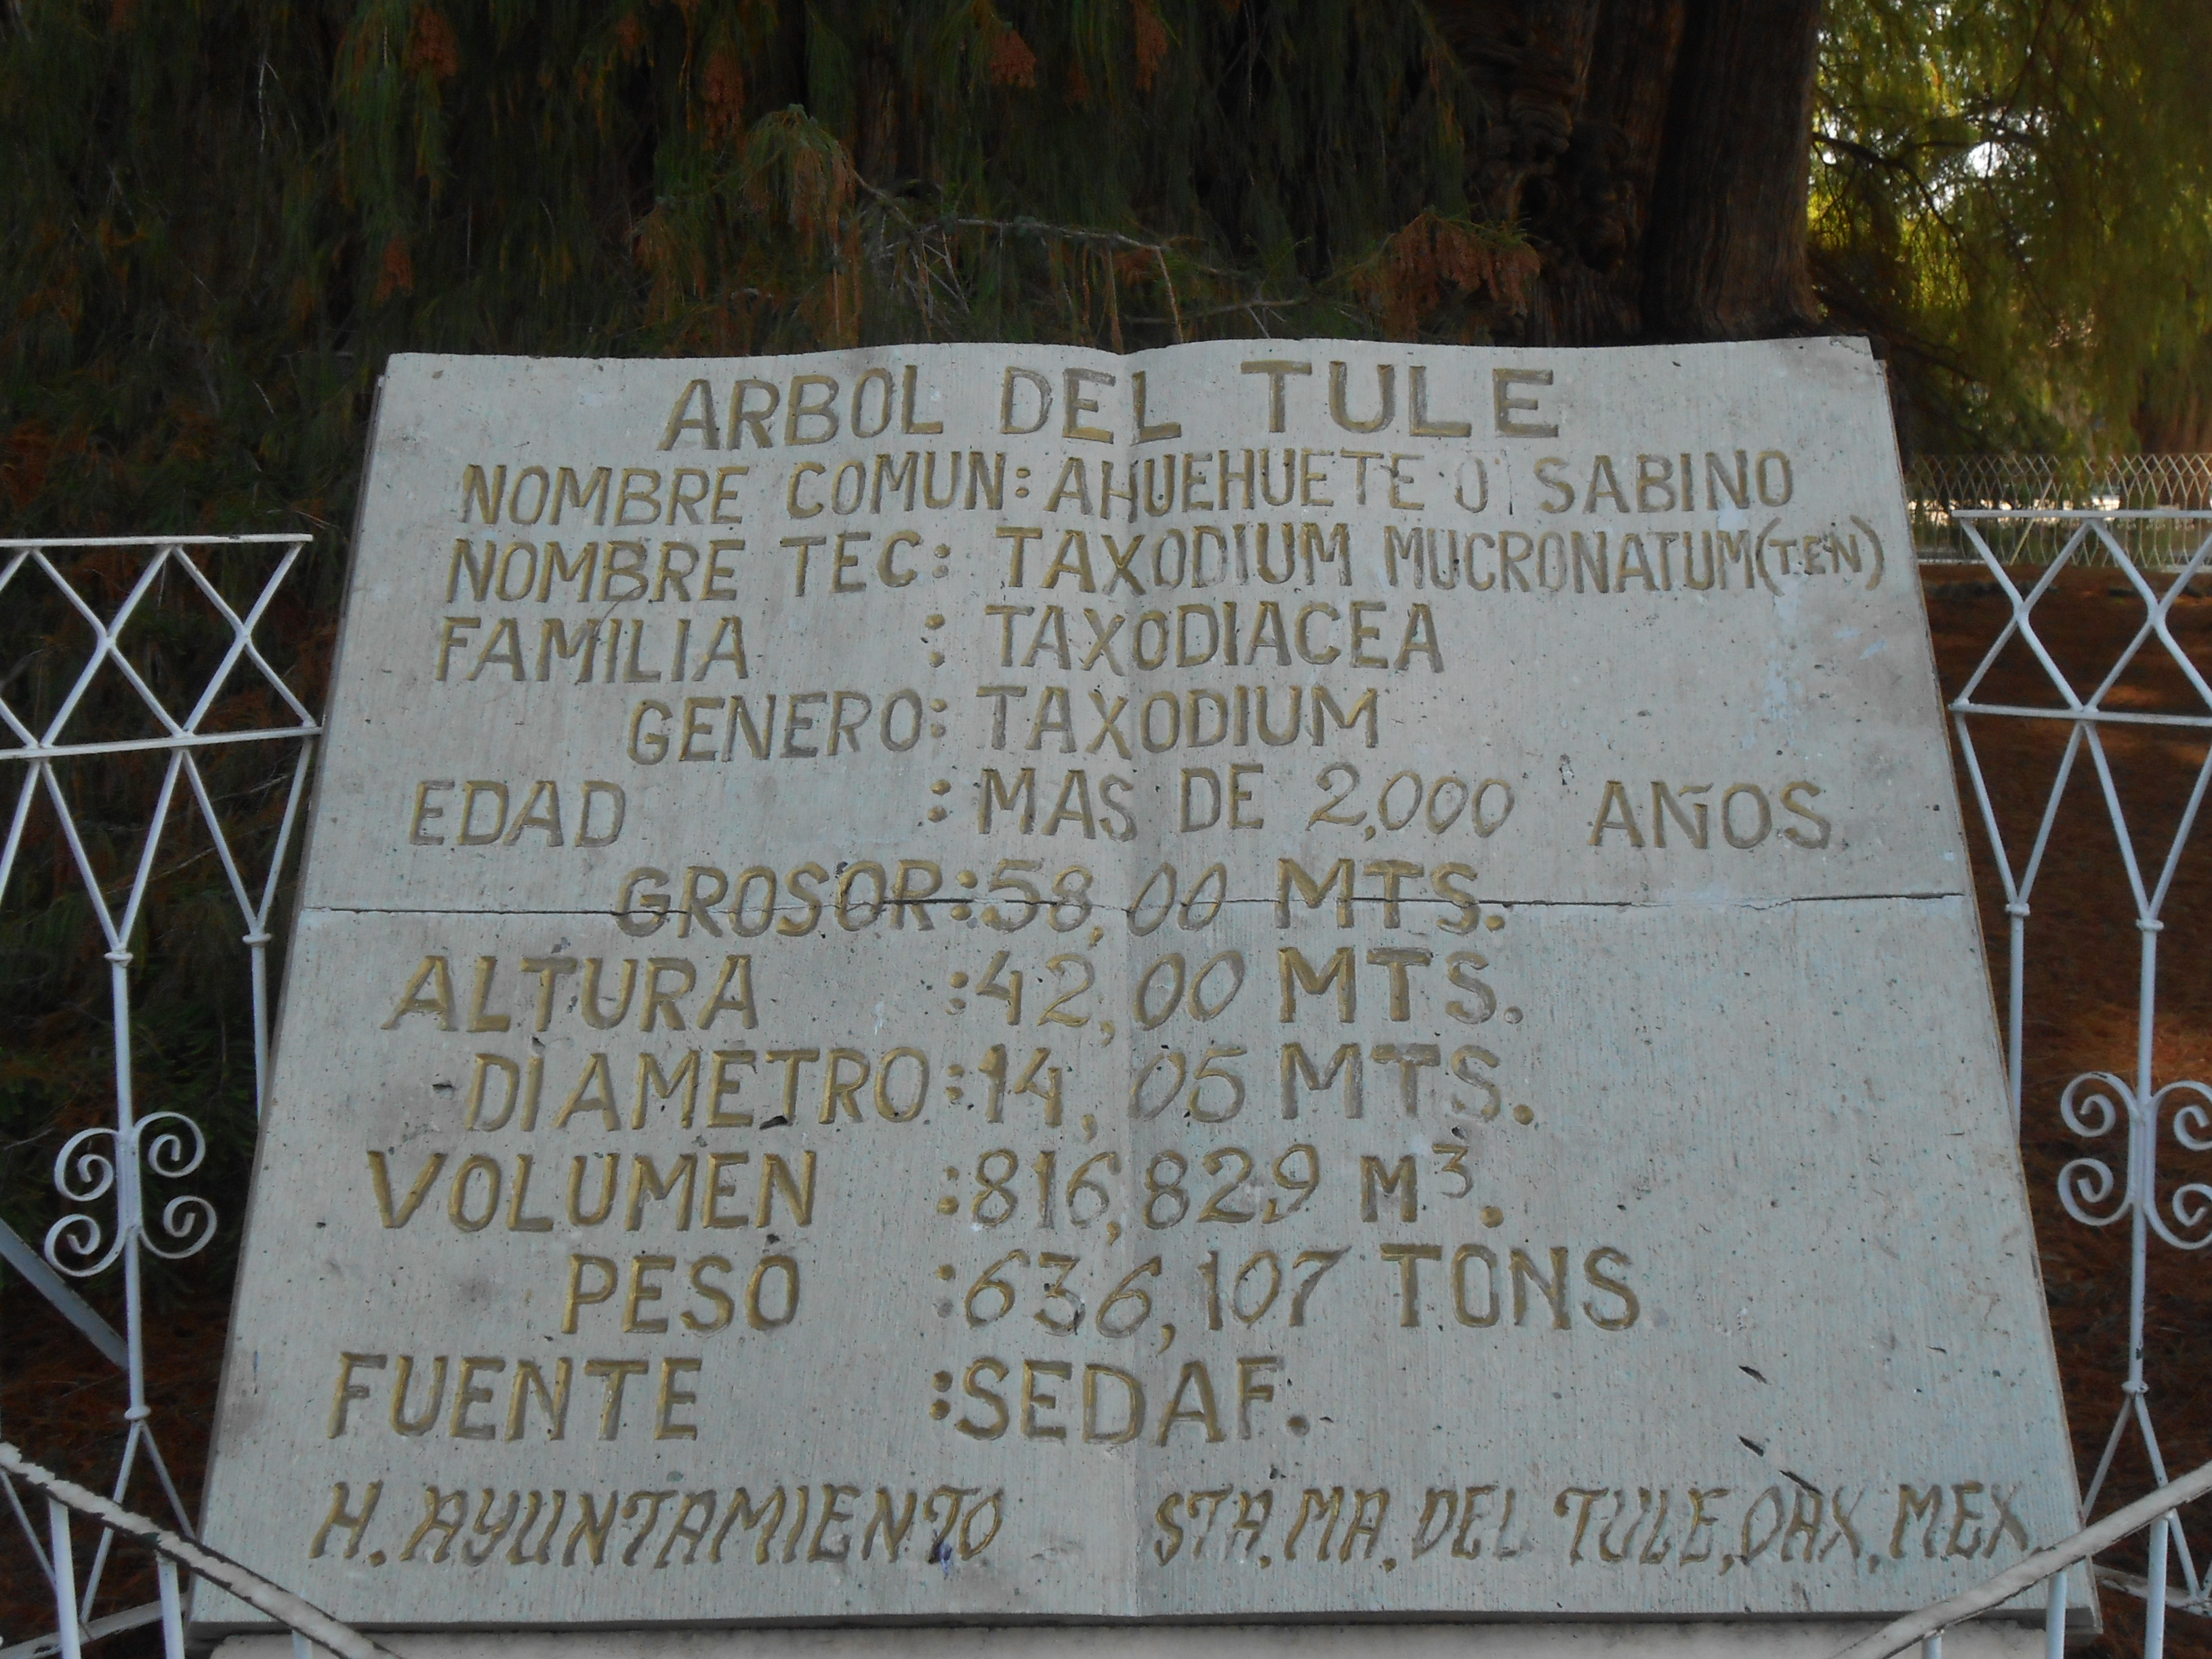 ARBOL DEL TULE
NOMBRE COMUN: AHUEHUETE O SABINO
NOMBRE TEC: TAXODIUM MUCRONATUM (TEN)
FAMILIA : TAXODIACEA
GENERO: TAXODIUM
EDAD : MAS DE 2,000 AÑOS
GROSOR: 58,00 MTS.
ALTURA : 42,00 MTS.
DIAMETRO: 14,05 MTS.
VOLUMEN : 816,829 M³.
PESO : 636,107 TONS
FUENTE : SEDAF.
H. AYUNTAMIENTO STA. MA. DEL TULE, OAX, MEX.